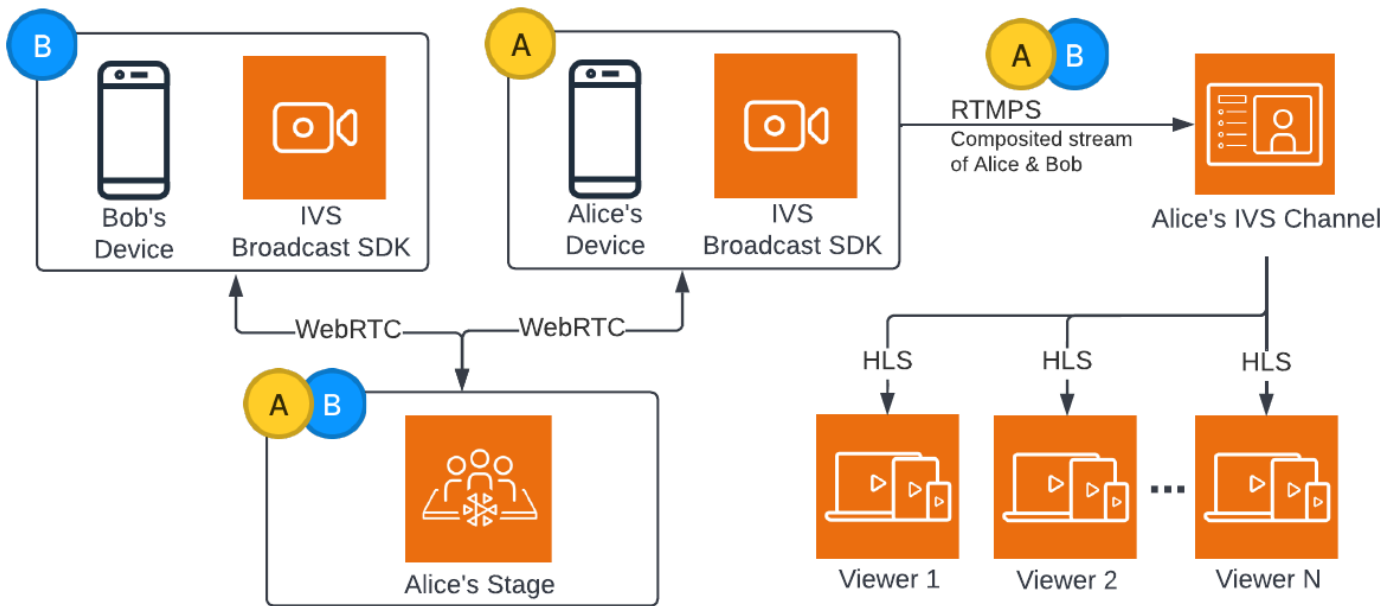 B
Bob's
Device
IVS
Broadcast SDK
A
Alice's
Device
IVS
Broadcast SDK
A
B
RTMPS
Composited stream
of Alice & Bob
Alice's IVS Channel
WebRTC
WebRTC
A
B
Alice's Stage
HLS
HLS
HLS
Viewer 1
Viewer 2
...
Viewer N